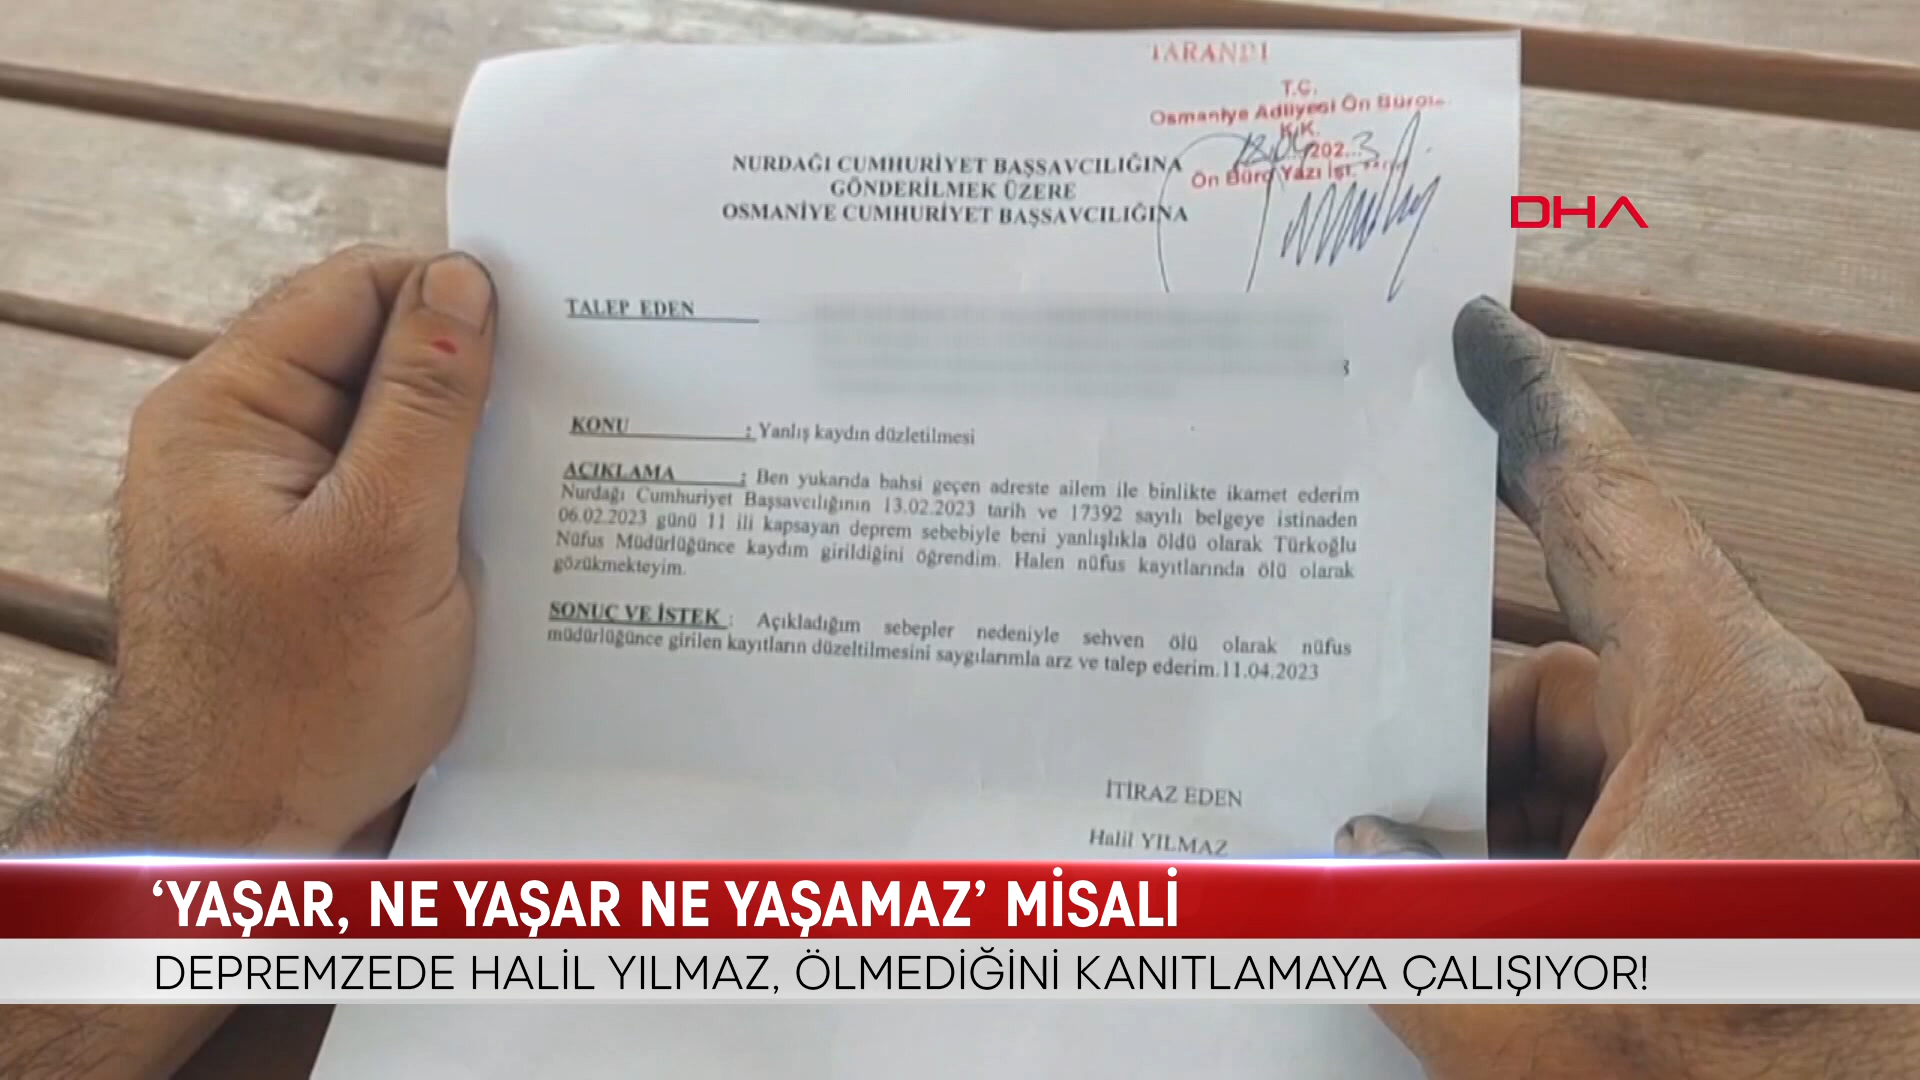 TARANDI
T.C.
Osmaniye Adliyesi Ön Bürosu
K.K.
18.04.2023
Ön Büro Yazı İşl.
NURDAĞI CUMHURİYET BAŞSAVCILIĞINA
GÖNDERİLMEK ÜZERE
OSMANİYE CUMHURİYET BAŞSAVCILIĞINA
DHA
TALEP EDEN
3
KONU : Yanlış kaydın düzletilmesi
AÇIKLAMA : Ben yukarıda bahsi geçen adreste ailem ile binlikte ikamet ederim
Nurdağı Cumhuriyet Başsavcılığının 13.02.2023 tarih ve 17392 sayılı belgeye istinaden
06.02.2023 günü 11 ili kapsayan deprem sebebiyle beni yanlışlıkla öldü olarak Türkoğlu
Nüfus Müdürlüğünce kaydım girildiğini öğrendim. Halen nüfus kayıtlarında ölü olarak
gözükmekteyim.
SONUÇ VE İSTEK : Açıkladığım sebepler nedeniyle sehven ölü olarak nüfus
müdürlüğünce girilen kayıtların düzeltilmesini saygılarımla arz ve talep ederim.11.04.2023
İTİRAZ EDEN
Halil YILMAZ
‘YAŞAR, NE YAŞAR NE YAŞAMAZ’ MİSALİ
DEPREMZEDE HALİL YILMAZ, ÖLMEDİĞİNİ KANITLAMAYA ÇALIŞIYOR!